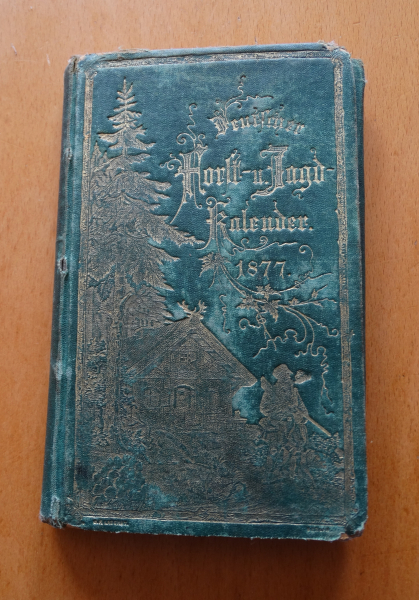 Deutscher
Forst- u. Jagd-
Kalender.
1877.